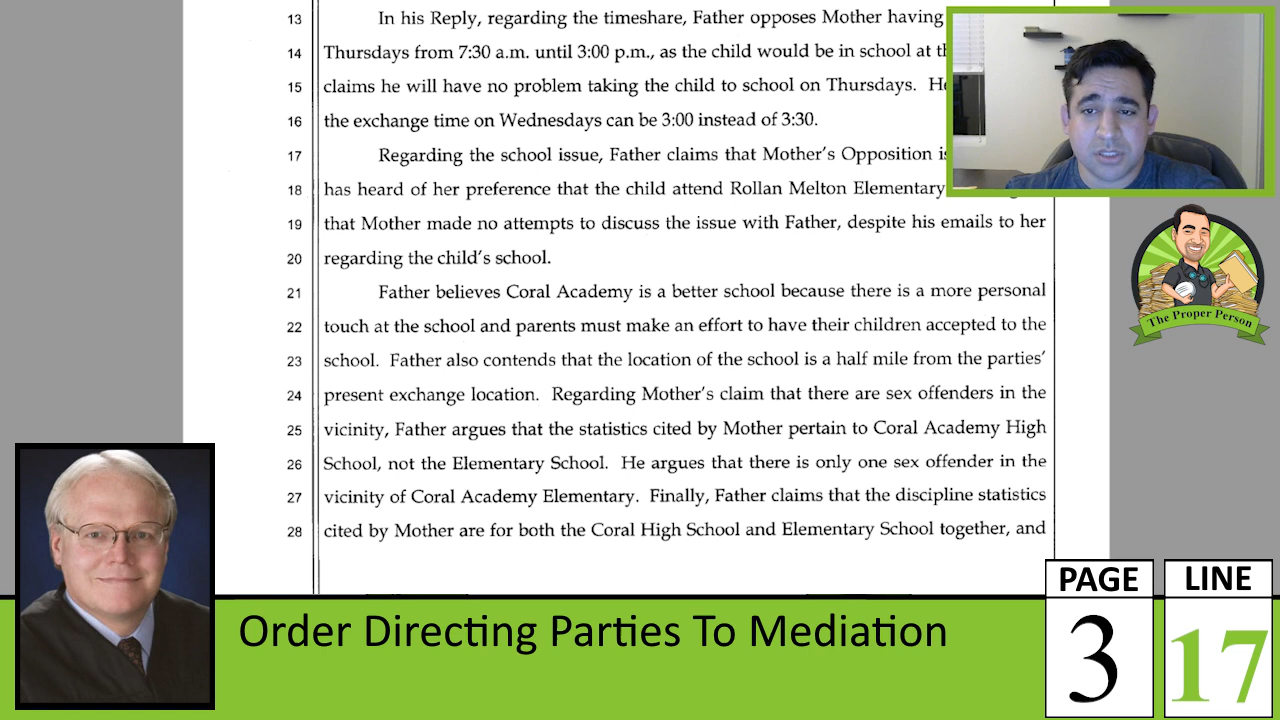 13 In his Reply, regarding the timeshare, Father opposes Mother having
14 Thursdays from 7:30 a.m. until 3:00 p.m., as the child would be in school at
15 claims he will have no problem taking the child to school on Thursdays.
16 the exchange time on Wednesdays can be 3:00 instead of 3:30.
17 Regarding the school issue, Father claims that Mother's Opposition
18 has heard of her preference that the child attend Rollan Melton Elementary
19 that Mother made no attempts to discuss the issue with Father, despite his emails to her
20 regarding the child's school.
21 Father believes Coral Academy is a better school because there is a more personal
22 touch at the school and parents must make an effort to have their children accepted to the
23 school. Father also contends that the location of the school is a half mile from the parties'
24 present exchange location. Regarding Mother's claim that there are sex offenders in the
25 vicinity, Father argues that the statistics cited by Mother pertain to Coral Academy High
26 School, not the Elementary School. He argues that there is only one sex offender in the
27 vicinity of Coral Academy Elementary. Finally, Father claims that the discipline statistics
28 cited by Mother are for both the Coral High School and Elementary School together, and
The Proper Person
Order Directing Parties To Mediation
PAGE
3
LINE
17